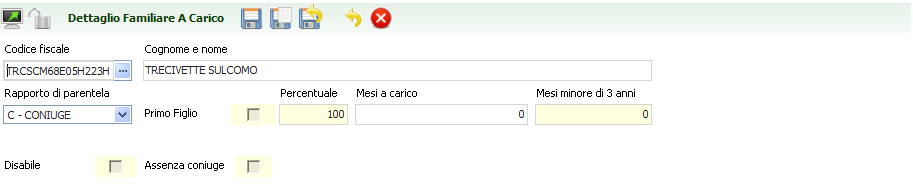 Dettaglio Familiare A Carico
Codice fiscale Cognome e nome
TRCSCM68E05H223H ... TRECIVETTE SULCOMO
Rapporto di parentela Percentuale Mesi a carico Mesi minore di 3 anni
C - CONIUGE Primo Figlio 100 0 0
Disabile Assenza coniuge